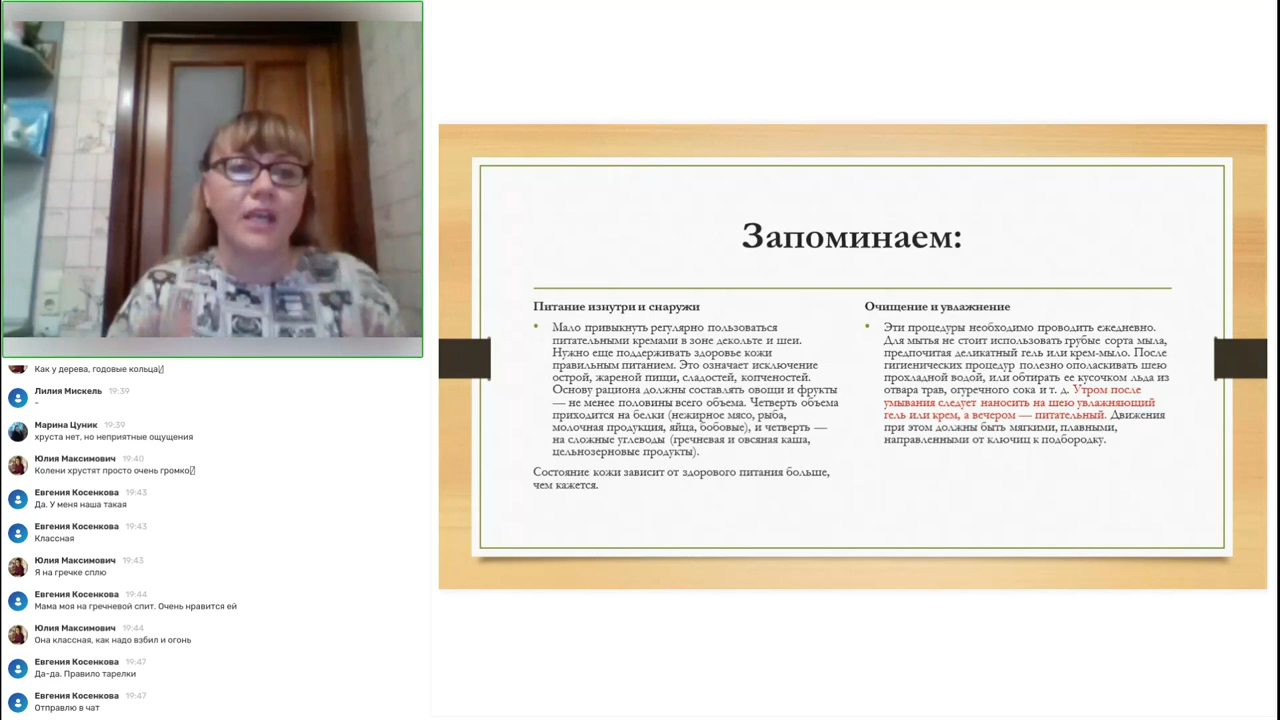 Как у дерева, годовые кольца
Лилия Мискель 19:39
-
Марина Цуник 19:39
хруста нет, но неприятные ощущения
Юлия Максимович 19:40
Колени хрустят просто очень громко
Евгения Косенкова 19:43
Да. У меня наша такая
Евгения Косенкова 19:43
Классная
Юлия Максимович 19:43
Я на гречке сплю
Евгения Косенкова 19:44
Мама моя на гречневой спит. Очень нравится ей
Юлия Максимович 19:44
Она классная, как надо взбил и огонь
Евгения Косенкова 19:47
Да-да. Правило тарелки
Евгения Косенкова 19:47
Отправлю в чат
Запоминаем:
Питание изнутри и снаружи
• Мало привыкнуть регулярно пользоваться
питательными кремами в зоне декольте и шеи.
Нужно еще поддерживать здоровье кожи
правильным питанием. Это означает исключение
острой, жареной пищи, сладостей, копченостей.
Основу рациона должны составлять овощи и фрукты
— не менее половины всего объема. Четверть объема
приходится на белки (нежирное мясо, рыба,
молочная продукция, яйца, бобовые), и четверть —
на сложные углеводы (гречневая и овсяная каша,
цельнозерновые продукты).
Состояние кожи зависит от здорового питания больше,
чем кажется.
Очищение и увлажнение
• Эти процедуры необходимо проводить ежедневно.
Для мытья не стоит использовать грубые сорта мыла,
предпочитая деликатный гель или крем-мыло. После
гигиенических процедур полезно ополаскивать шею
прохладной водой, или обтирать ее кусочком льда из
отвара трав, огуречного сока и т. д. Утром после
умывания следует наносить на шею увлажняющий
гель или крем, а вечером — питательный. Движения
при этом должны быть мягкими, плавными,
направленными от ключиц к подбородку.